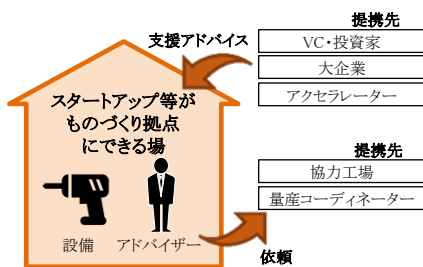 提携先
支援アドバイス
VC・投資家
大企業
アクセラレーター
スタートアップ等が
ものづくり拠点
にできる場
設備
アドバイザー
提携先
協力工場
量産コーディネーター
依頼